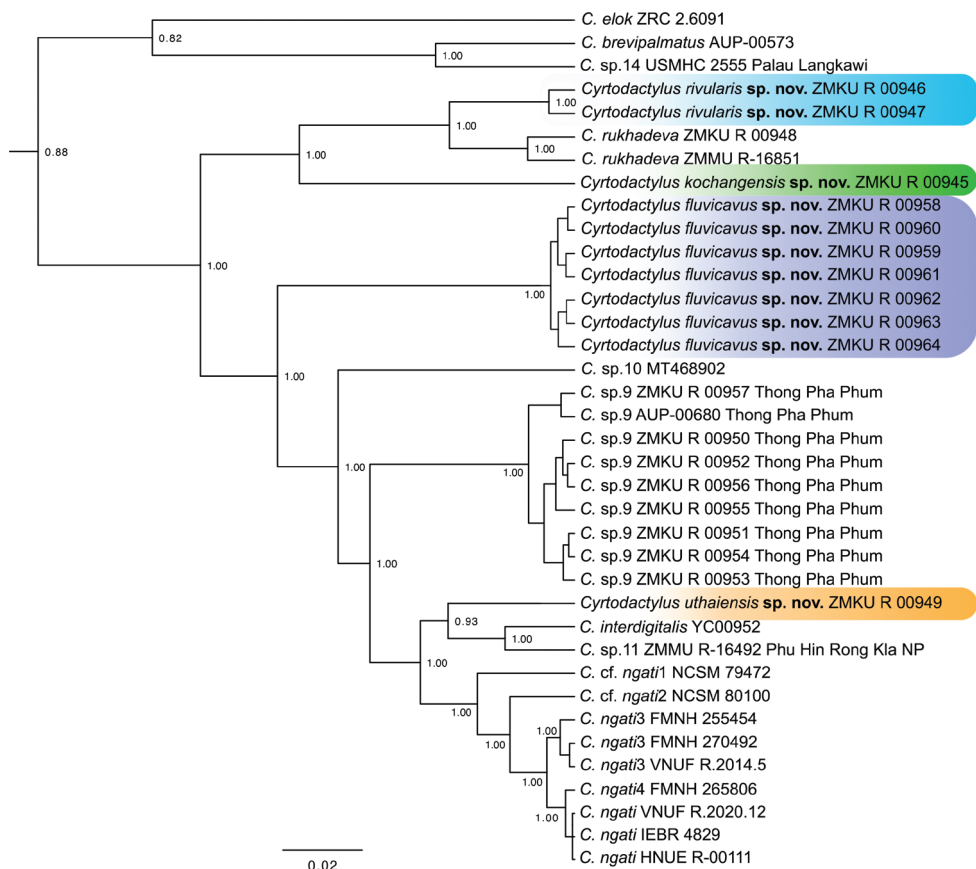 C. elok ZRC 2.6091
0.82
C. brevipalmatus AUP-00573
1.00
C. sp.14 USMHC 2555 Palau Langkawi
Cyrtodactylus rivularis sp. nov. ZMKU R 00946
1.00
Cyrtodactylus rivularis sp. nov. ZMKU R 00947
1.00
C. rukhadeva ZMKU R 00948
1.00
0.88
1.00
C. rukhadeva ZMMU R-16851
Cyrtodactylus kochangensis sp. nov. ZMKU R 00945
Cyrtodactylus fluvicavus sp. nov. ZMKU R 00958
Cyrtodactylus fluvicavus sp. nov. ZMKU R 00960
Cyrtodactylus fluvicavus sp. nov. ZMKU R 00959
1.00
Cyrtodactylus fluvicavus sp. nov. ZMKU R 00961
1.00
Cyrtodactylus fluvicavus sp. nov. ZMKU R 00962
Cyrtodactylus fluvicavus sp. nov. ZMKU R 00963
Cyrtodactylus fluvicavus sp. nov. ZMKU R 00964
C. sp.10 MT468902
1.00
C. sp.9 ZMKU R 00957 Thong Pha Phum
C. sp.9 AUP-00680 Thong Pha Phum
C. sp.9 ZMKU R 00950 Thong Pha Phum
C. sp.9 ZMKU R 00952 Thong Pha Phum
1.00
1.00
C. sp.9 ZMKU R 00956 Thong Pha Phum
C. sp.9 ZMKU R 00955 Thong Pha Phum
C. sp.9 ZMKU R 00951 Thong Pha Phum
C. sp.9 ZMKU R 00954 Thong Pha Phum
1.00
C. sp.9 ZMKU R 00953 Thong Pha Phum
Cyrtodactylus uthaiensis sp. nov. ZMKU R 00949
0.93
C. interdigitalis YC00952
1.00
C. sp.11 ZMMU R-16492 Phu Hin Rong Kla NP
1.00
C. cf. ngati1 NCSM 79472
C. cf. ngati2 NCSM 80100
1.00
C. ngati3 FMNH 255454
1.00
1.00
C. ngati3 FMNH 270492
C. ngati3 VNUF R.2014.5
1.00
C. ngati4 FMNH 265806
C. ngati VNUF R.2020.12
1.00
C. ngati IEBR 4829
C. ngati HNUE R-00111
0.02